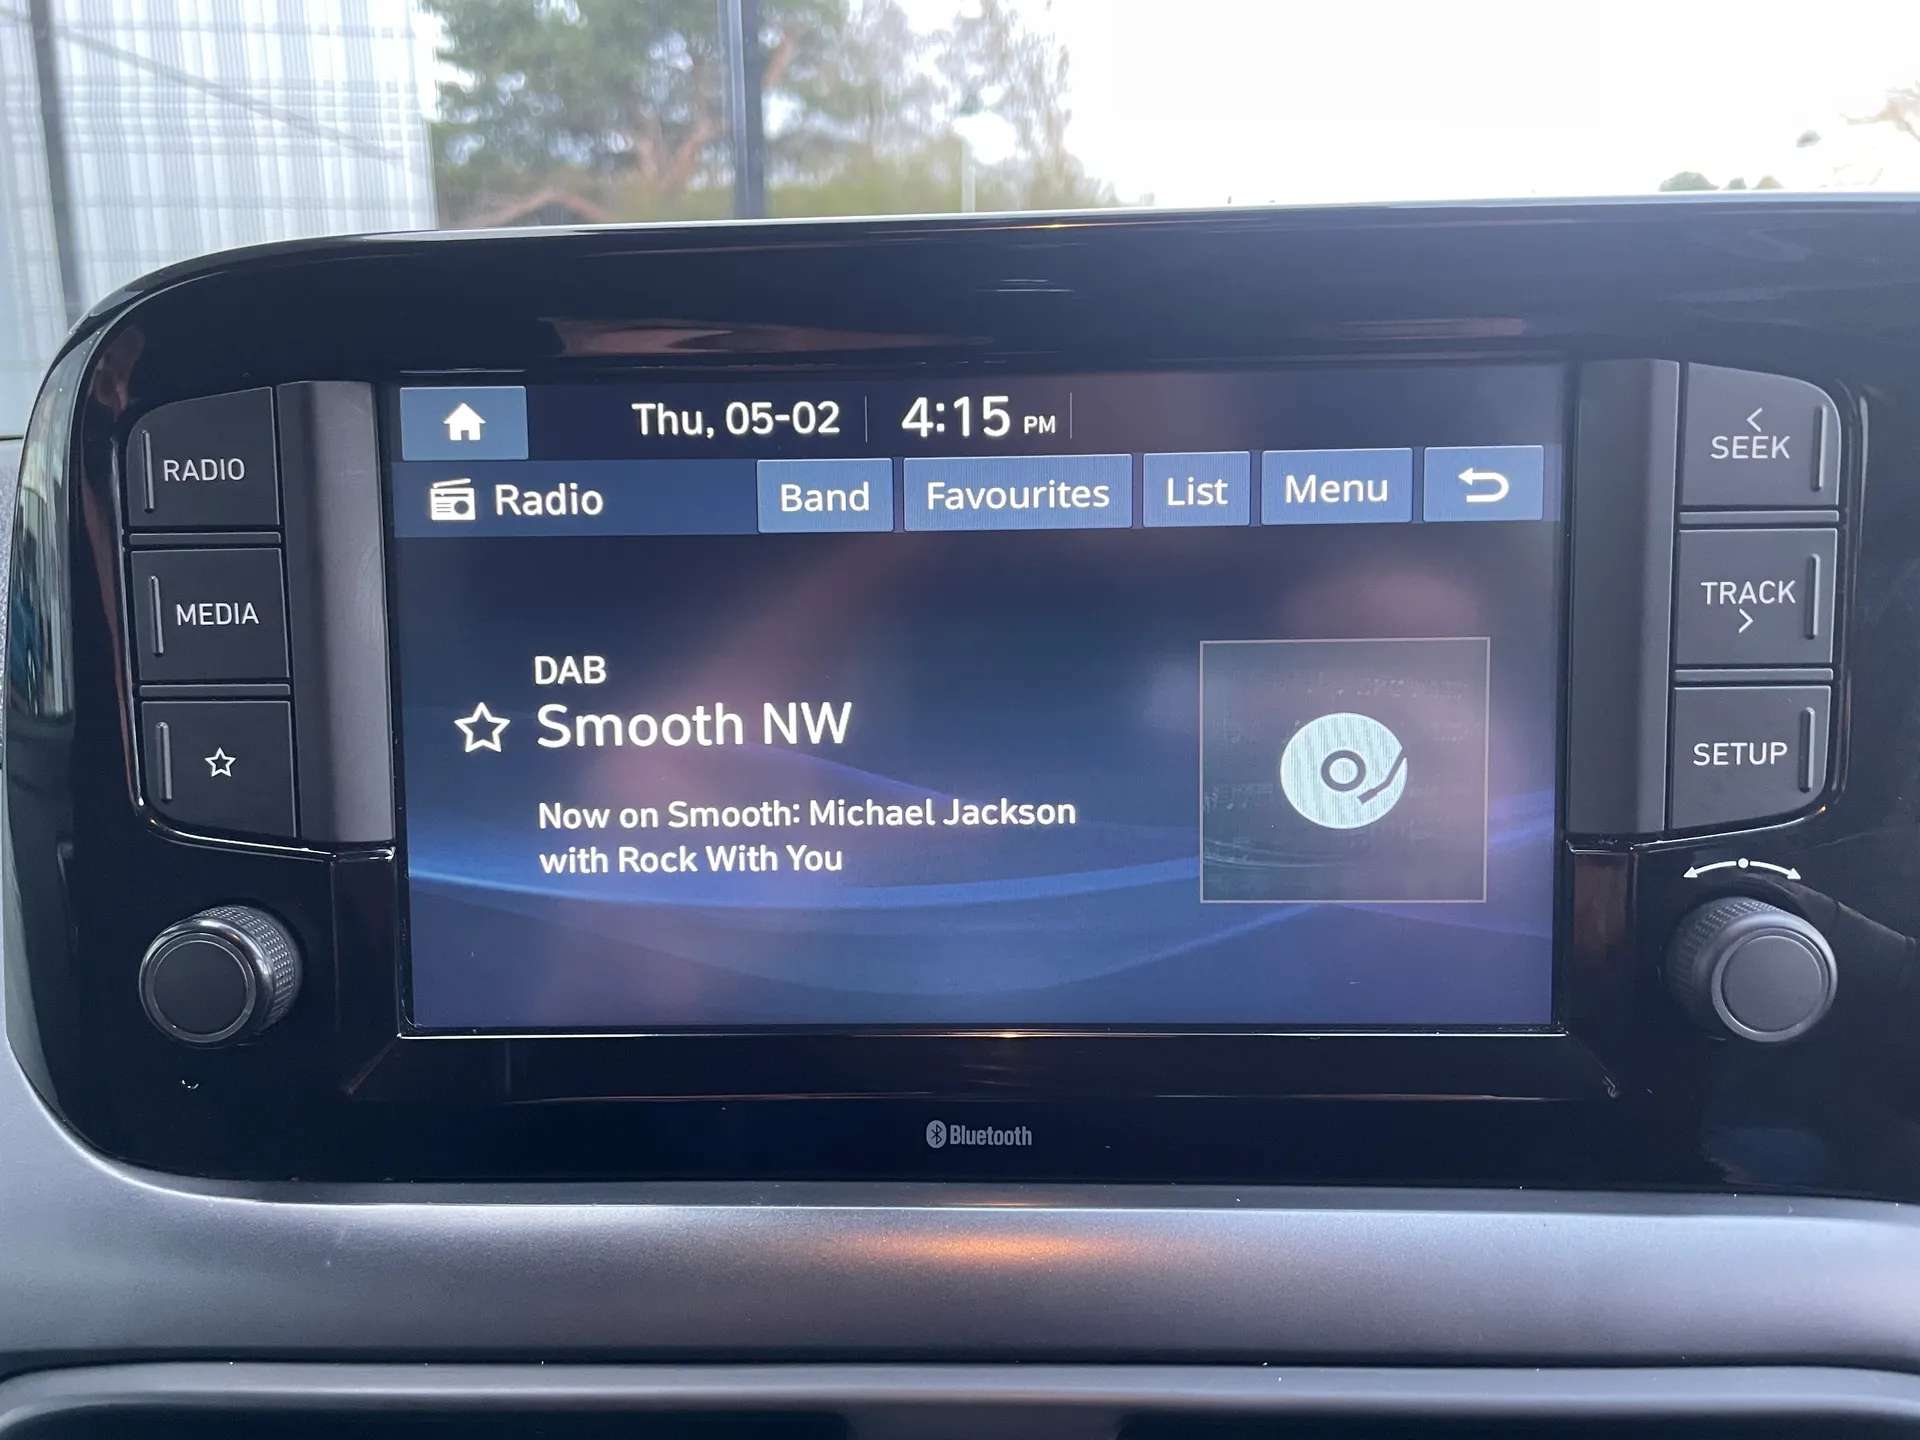 Thu, 05-02 4:15 PM
Radio Band Favourites List Menu
DAB
Smooth NW
Now on Smooth: Michael Jackson
with Rock With You
RADIO
MEDIA
SEEK
TRACK
SETUP
Bluetooth